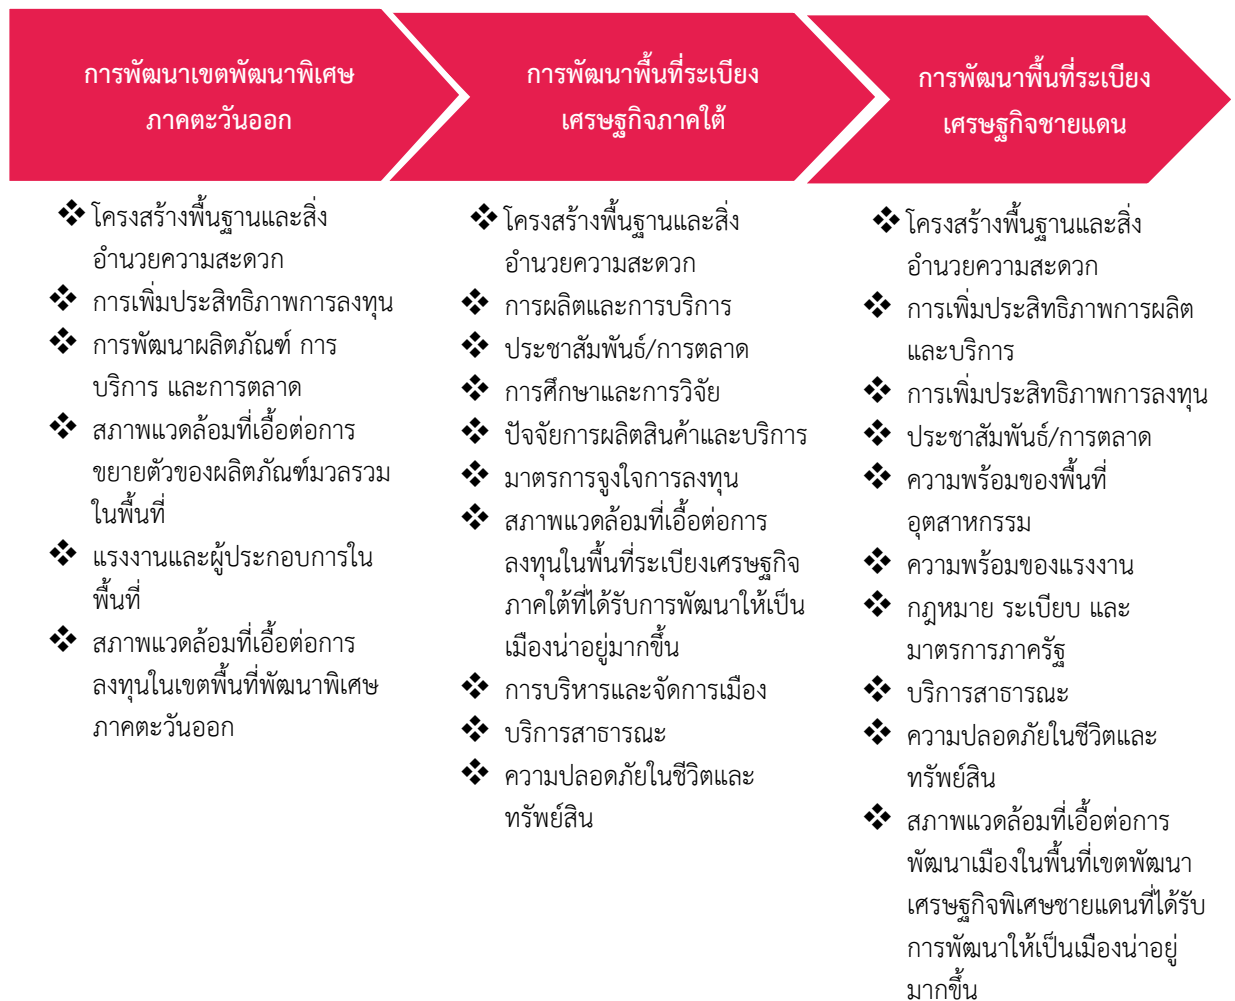 การพัฒนาเขตพัฒนาพิเศษ
ภาคตะวันออก
❖ โครงสร้างพื้นฐานและสิ่ง
อำนวยความสะดวก
❖ การเพิ่มประสิทธิภาพการลงทุน
❖ การพัฒนาผลิตภัณฑ์ การ
บริการ และการตลาด
❖ สภาพแวดล้อมที่เอื้อต่อการ
ขยายตัวของผลิตภัณฑ์มวลรวม
ในพื้นที่
❖ แรงงานและผู้ประกอบการใน
พื้นที่
❖ สภาพแวดล้อมที่เอื้อต่อการ
ลงทุนในเขตพื้นที่พัฒนาพิเศษ
ภาคตะวันออก
การพัฒนาพื้นที่ระเบียง
เศรษฐกิจภาคใต้
❖ โครงสร้างพื้นฐานและสิ่ง
อำนวยความสะดวก
❖ การผลิตและการบริการ
❖ ประชาสัมพันธ์/การตลาด
❖ การศึกษาและการวิจัย
❖ ปัจจัยการผลิตสินค้าและบริการ
❖ มาตรการจูงใจการลงทุน
❖ สภาพแวดล้อมที่เอื้อต่อการ
ลงทุนในพื้นที่ระเบียงเศรษฐกิจ
ภาคใต้ที่ได้รับการพัฒนาให้เป็น
เมืองน่าอยู่มากขึ้น
❖ การบริหารและจัดการเมือง
❖ บริการสาธารณะ
❖ ความปลอดภัยในชีวิตและ
ทรัพย์สิน
การพัฒนาพื้นที่ระเบียง
เศรษฐกิจชายแดน
❖ โครงสร้างพื้นฐานและสิ่ง
อำนวยความสะดวก
❖ การเพิ่มประสิทธิภาพการผลิต
และบริการ
❖ การเพิ่มประสิทธิภาพการลงทุน
❖ ประชาสัมพันธ์/การตลาด
❖ ความพร้อมของพื้นที่
อุตสาหกรรม
❖ ความพร้อมของแรงงาน
❖ กฎหมาย ระเบียบ และ
มาตรการภาครัฐ
❖ บริการสาธารณะ
❖ ความปลอดภัยในชีวิตและ
ทรัพย์สิน
❖ สภาพแวดล้อมที่เอื้อต่อการ
พัฒนาเมืองในพื้นที่เขตพัฒนา
เศรษฐกิจพิเศษชายแดนที่ได้รับ
การพัฒนาให้เป็นเมืองน่าอยู่
มากขึ้น